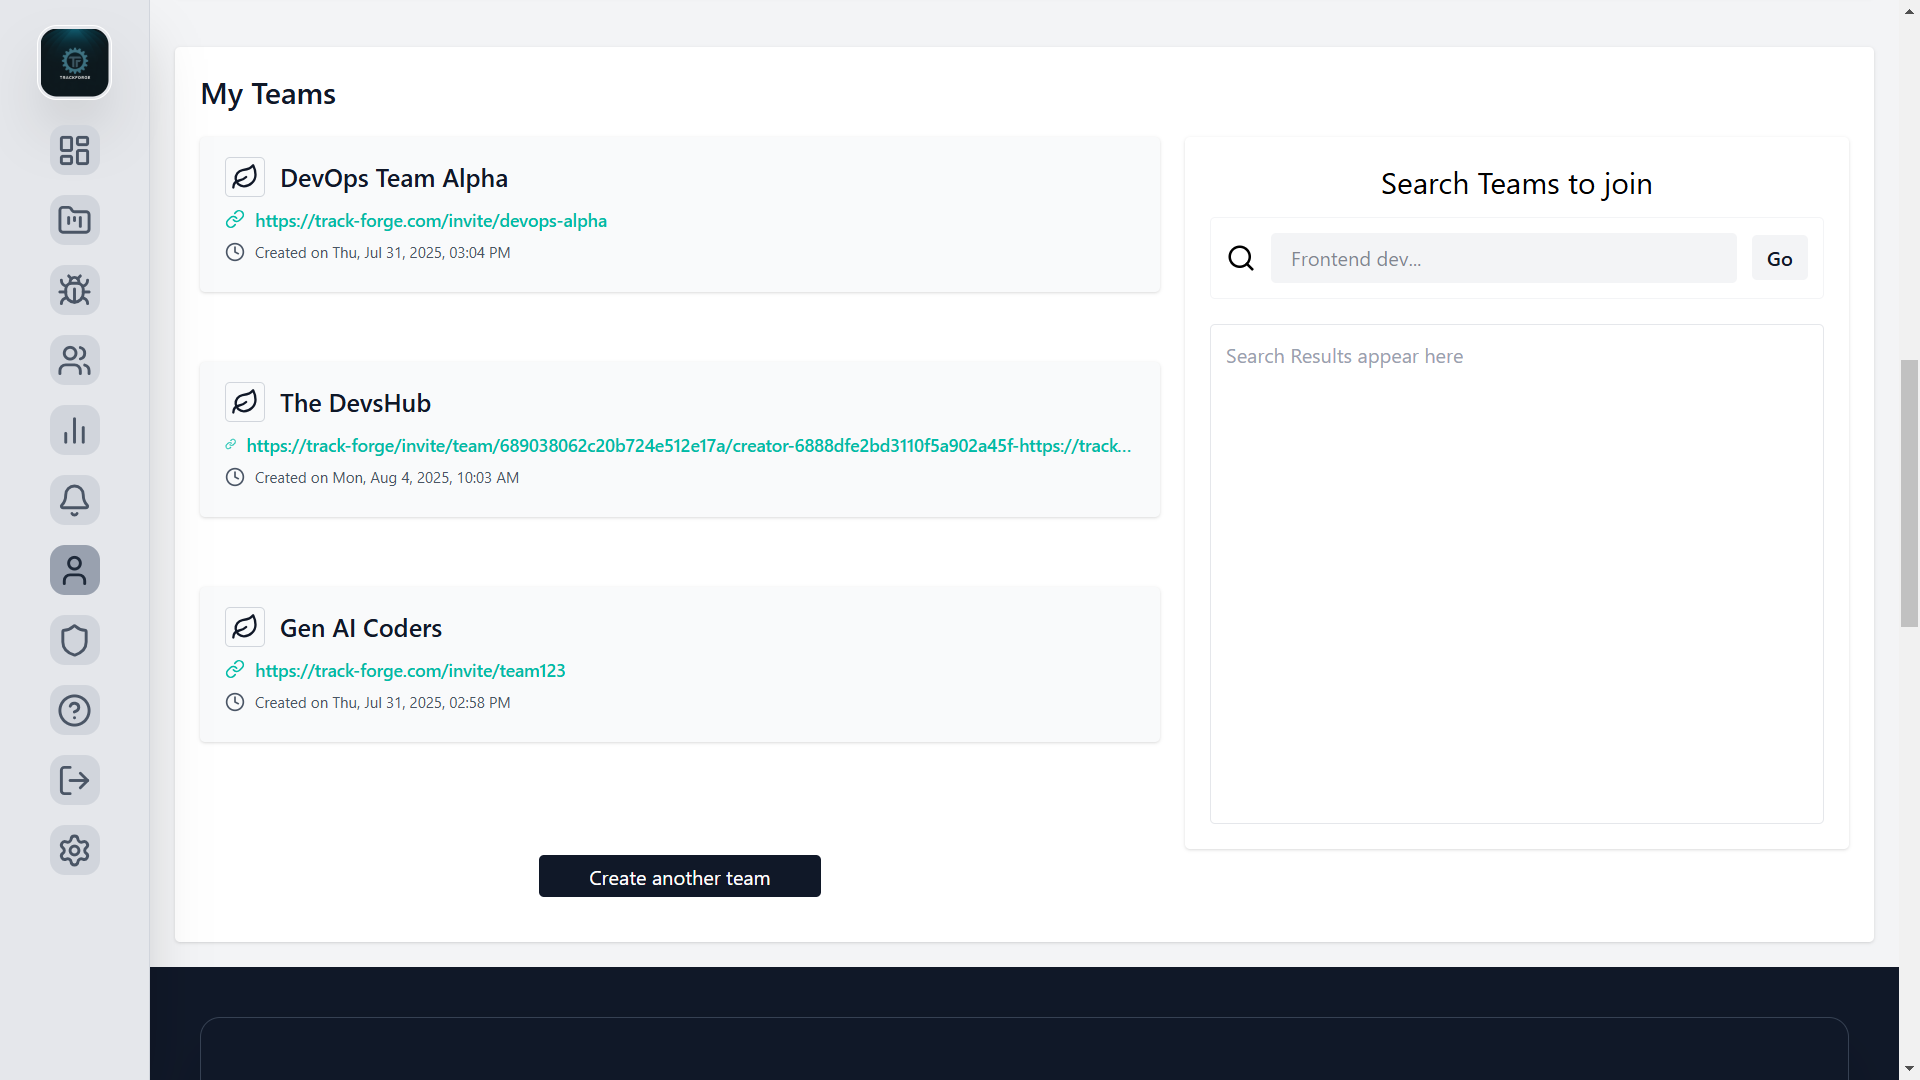 TRACKFORGE
My Teams
DevOps Team Alpha
https://track-forge.com/invite/devops-alpha
Created on Thu, Jul 31, 2025, 03:04 PM
The DevsHub
https://track-forge/invite/team/689038062c20b724e512e17a/creator-6888dfe2bd3110f5a902a45f-https://track...
Created on Mon, Aug 4, 2025, 10:03 AM
Gen AI Coders
https://track-forge.com/invite/team123
Created on Thu, Jul 31, 2025, 02:58 PM
Create another team
Search Teams to join
Frontend dev...
Go
Search Results appear here